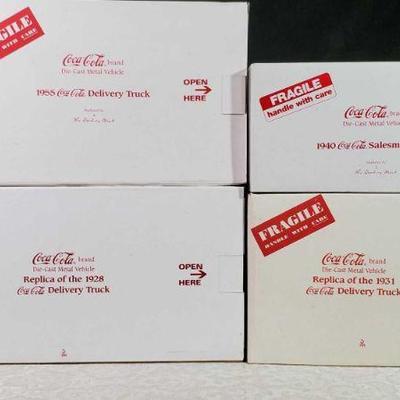 FRAGILE
WITH CARE
Coca-Cola brand
Die-Cast Metal Vehicle
1955 Coca-Cola Delivery Truck
OPEN
HERE
The Danbury Mint
FRAGILE
handle with care
Coca-Cola brand
Die-Cast Metal Vehicle
1940 Coca-Cola Salesm
The Danbury Mint
Coca-Cola brand
Die-Cast Metal Vehicle
Replica of the 1928
Coca-Cola Delivery Truck
OPEN
HERE
FRAGILE
HANDLE WITH CARE
Coca-Cola brand
Die-Cast Metal Vehicle
Replica of the 1931
Coca-Cola Delivery Truck